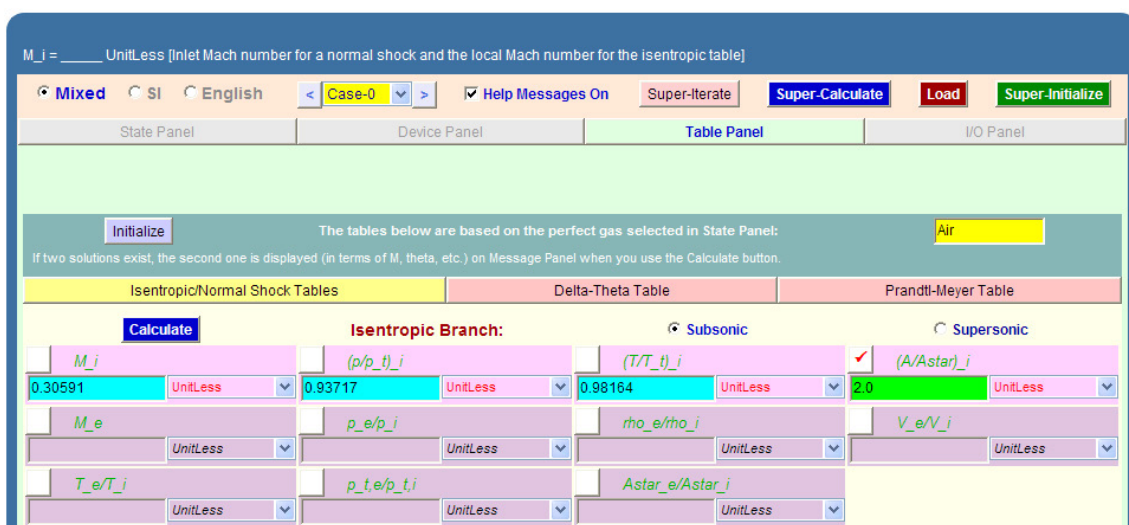 M_i = _____ UnitLess [Inlet Mach number for a normal shock and the local Mach number for the isentropic table]
Mixed SI English < Case-0 > Help Messages On Super-Iterate Super-Calculate Load Super-Initialize
State Panel Device Panel Table Panel I/O Panel
Initialize The tables below are based on the perfect gas selected in State Panel: Air
If two solutions exist, the second one is displayed (in terms of M, theta, etc.) on Message Panel when you use the Calculate button.
Isentropic/Normal Shock Tables Delta-Theta Table Prandtl-Meyer Table
Calculate Isentropic Branch: Subsonic Supersonic
M_i (p/p_t)_i (T/T_t)_i (A/Astar)_i
0.30591 UnitLess 0.93717 UnitLess 0.98164 UnitLess 2.0 UnitLess
M_e p_e/p_i rho_e/rho_i V_e/V_i
UnitLess UnitLess UnitLess UnitLess
T_e/T_i p_t,e/p_t,i Astar_e/Astar_i
UnitLess UnitLess UnitLess